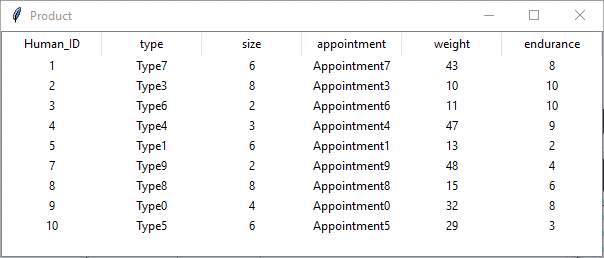 Product
Human_ID type size appointment weight endurance
1 Type7 6 Appointment7 43 8
2 Type3 8 Appointment3 10 10
3 Type6 2 Appointment6 11 10
4 Type4 3 Appointment4 47 9
5 Type1 6 Appointment1 13 2
7 Type9 2 Appointment9 48 4
8 Type8 8 Appointment8 15 6
9 Type0 4 Appointment0 32 8
10 Type5 6 Appointment5 29 3